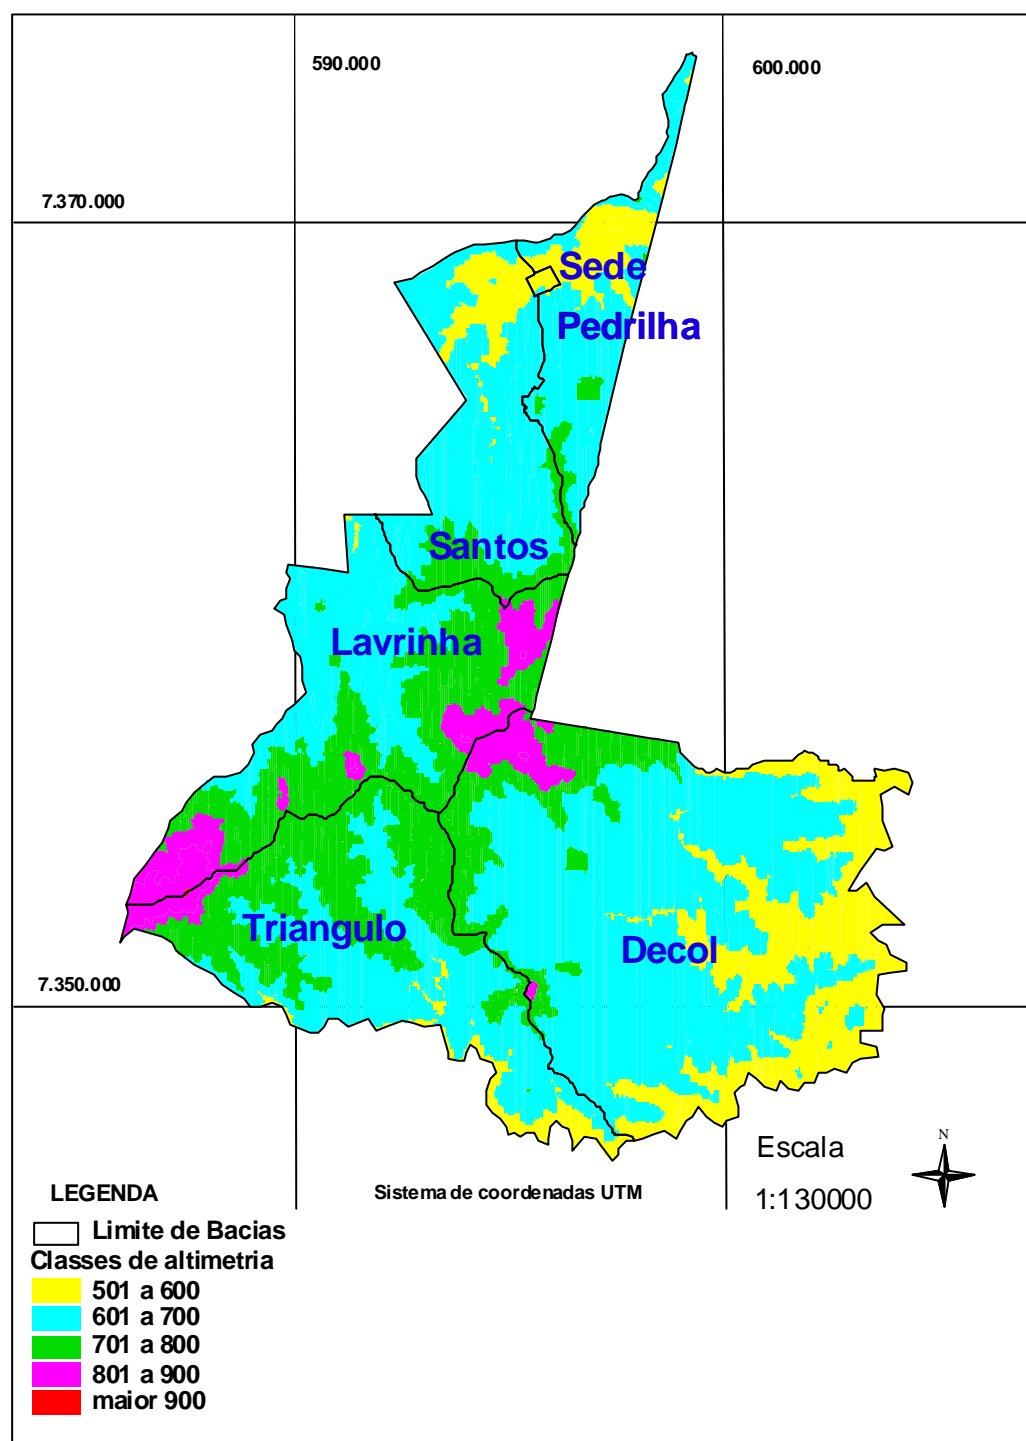 590.000
600.000
7.370.000
Sede
Pedrilha
Santos
Lavrinha
Triangulo
Decol
7.350.000
Escala
1:130000
N
Sistema de coordenadas UTM
LEGENDA
Limite de Bacias
Classes de altimetria
501 a 600
601 a 700
701 a 800
801 a 900
maior 900